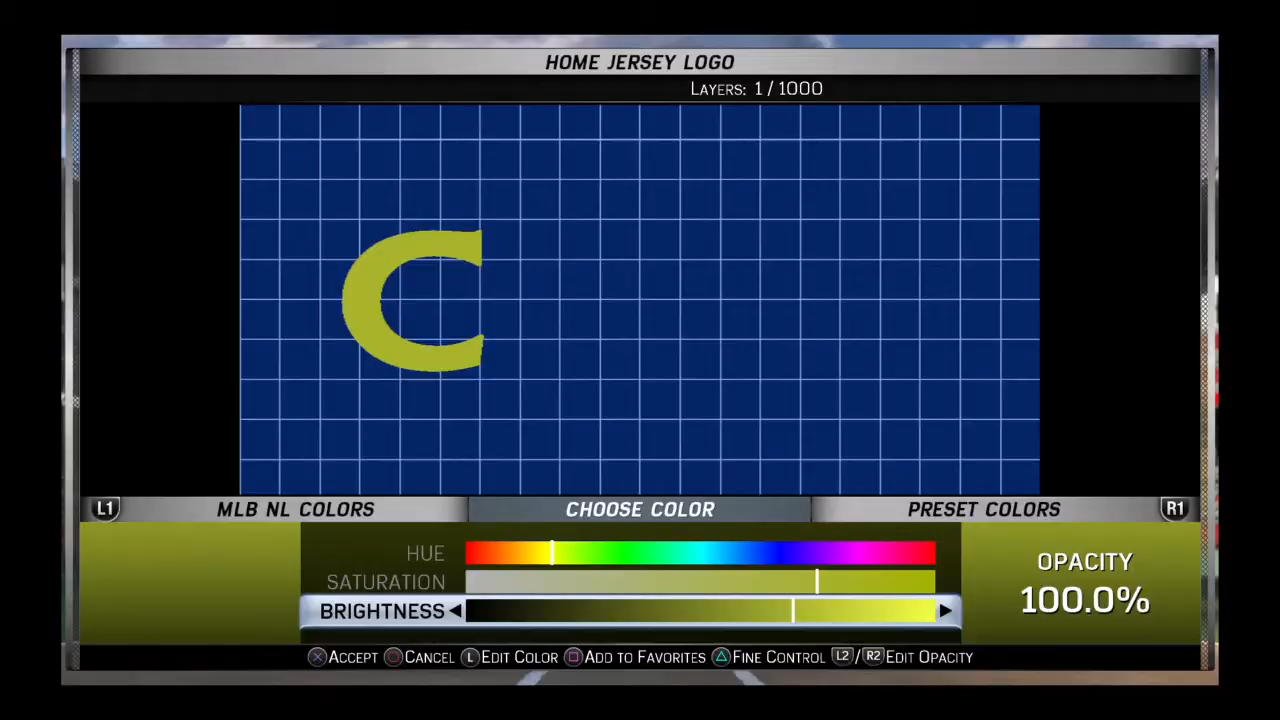 HOME JERSEY LOGO
LAYERS: 1 / 1000
C
L1 MLB NL COLORS CHOOSE COLOR PRESET COLORS R1
HUE
SATURATION
BRIGHTNESS
OPACITY
100.0%
ACCEPT CANCEL L EDIT COLOR ADD TO FAVORITES FINE CONTROL L2/R2 EDIT OPACITY